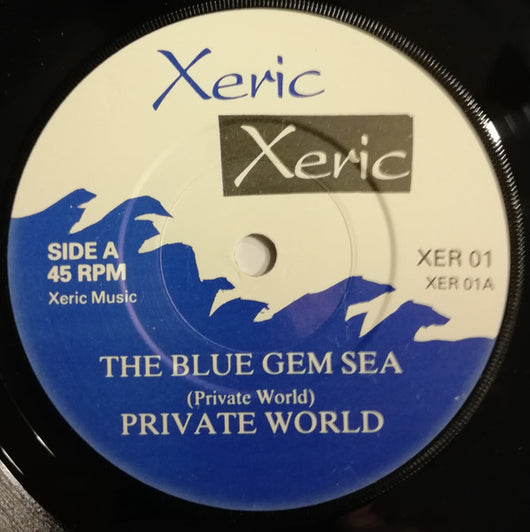 Xeric
Xeric
SIDE A
45 RPM
Xeric Music
XER 01
XER 01A
THE BLUE GEM SEA
(Private World)
PRIVATE WORLD